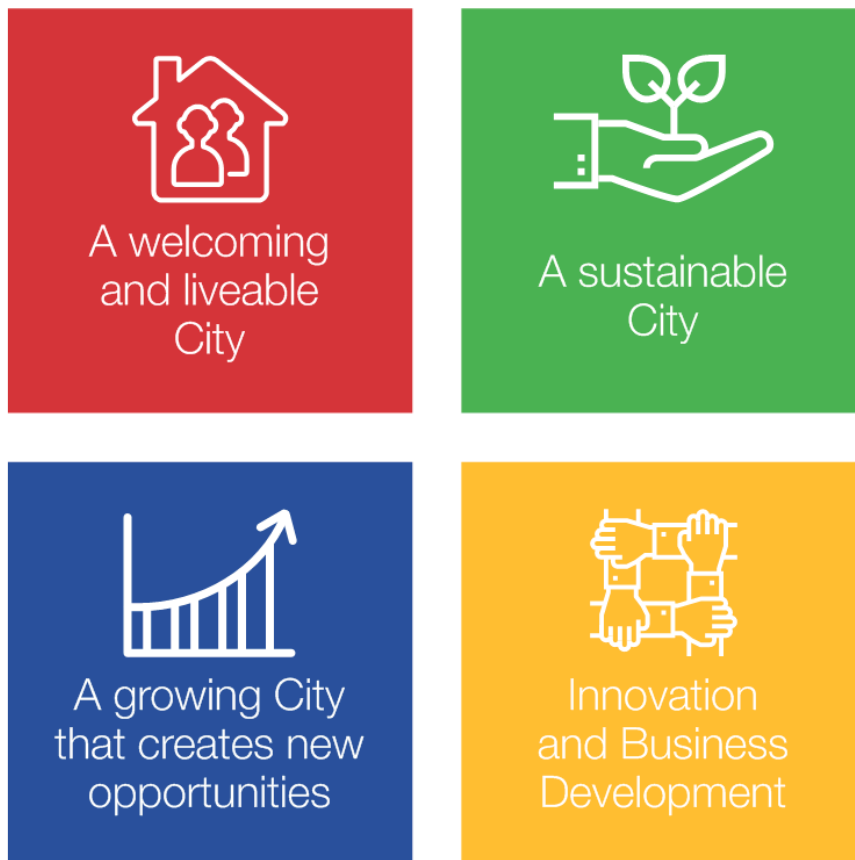 A welcoming
and liveable
City
A sustainable
City
A growing City
that creates new
opportunities
Innovation
and Business
Development